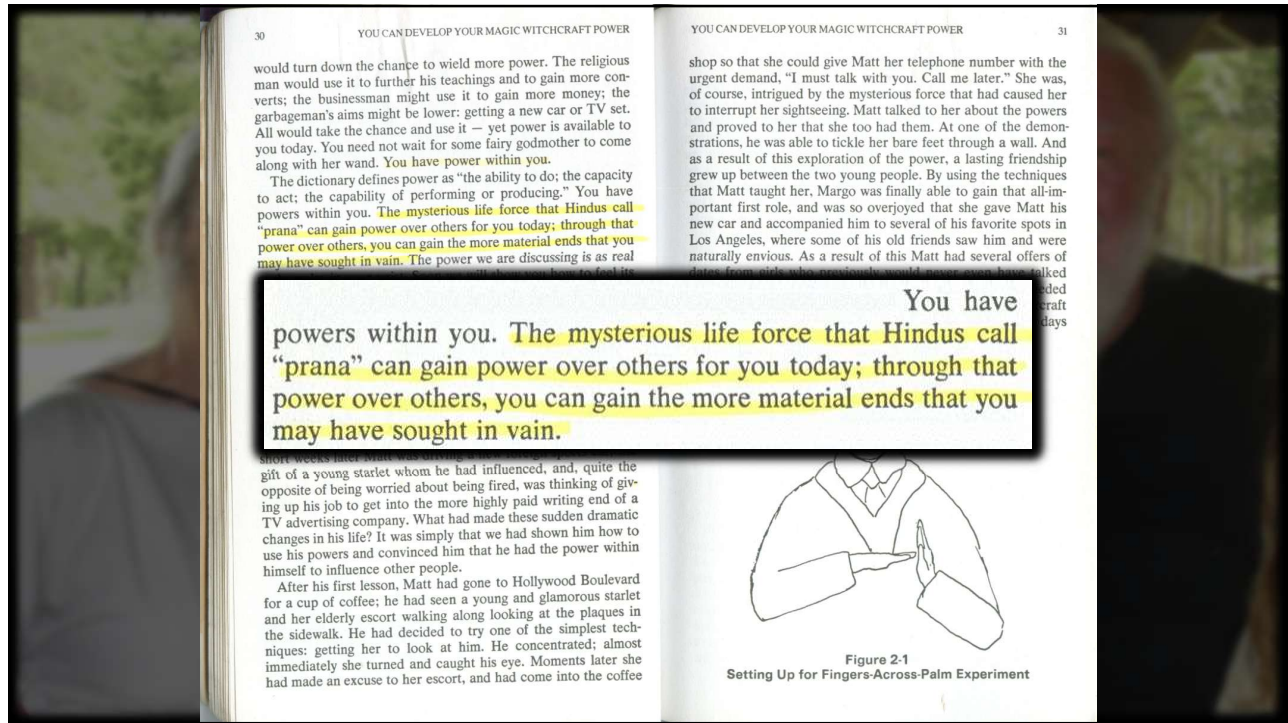 30
YOU CAN DEVELOP YOUR MAGIC WITCHCRAFT POWER
would turn down the chance to wield more power. The religious
man would use it to further his teachings and to gain more con-
verts; the businessman might use it to gain more money; the
garbageman's aims might be lower: getting a new car or TV set.
All would take the chance and use it — yet power is available to
you today. You need not wait for some fairy godmother to come
along with her wand. You have power within you.
The dictionary defines power as "the ability to do; the capacity
to act; the capability of performing or producing." You have
powers within you. The mysterious life force that Hindus call
"prana" can gain power over others for you today; through that
power over others, you can gain the more material ends that you
may have sought in vain. The power we are discussing is as real
You have
powers within you. The mysterious life force that Hindus call
"prana" can gain power over others for you today; through that
power over others, you can gain the more material ends that you
may have sought in vain.
short weeks later Matt was driving a new foreign
gift of a young starlet whom he had influenced, and, quite the
opposite of being worried about being fired, was thinking of giv-
ing up his job to get into the more highly paid writing end of a
TV advertising company. What had made these sudden dramatic
changes in his life? It was simply that we had shown him how to
use his powers and convinced him that he had the power within
himself to influence other people.
After his first lesson, Matt had gone to Hollywood Boulevard
for a cup of coffee; he had seen a young and glamorous starlet
and her elderly escort walking along looking at the plaques in
the sidewalk. He had decided to try one of the simplest tech-
niques: getting her to look at him. He concentrated; almost
immediately she turned and caught his eye. Moments later she
had made an excuse to her escort, and had come into the coffee
YOU CAN DEVELOP YOUR MAGIC WITCHCRAFT POWER
31
shop so that she could give Matt her telephone number with the
urgent demand, "I must talk with you. Call me later." She was,
of course, intrigued by the mysterious force that had caused her
to interrupt her sightseeing. Matt talked to her about the powers
and proved to her that she too had them. At one of the demon-
strations, he was able to tickle her bare feet through a wall. And
as a result of this exploration of the power, a lasting friendship
grew up between the two young people. By using the techniques
that Matt taught her, Margo was finally able to gain that all-im-
portant first role, and was so overjoyed that she gave Matt his
new car and accompanied him to several of his favorite spots in
Los Angeles, where some of his old friends saw him and were
naturally envious. As a result of this Matt had several offers of
dates from girls who previously would never even have talked
days
Figure 2-1
Setting Up for Fingers-Across-Palm Experiment